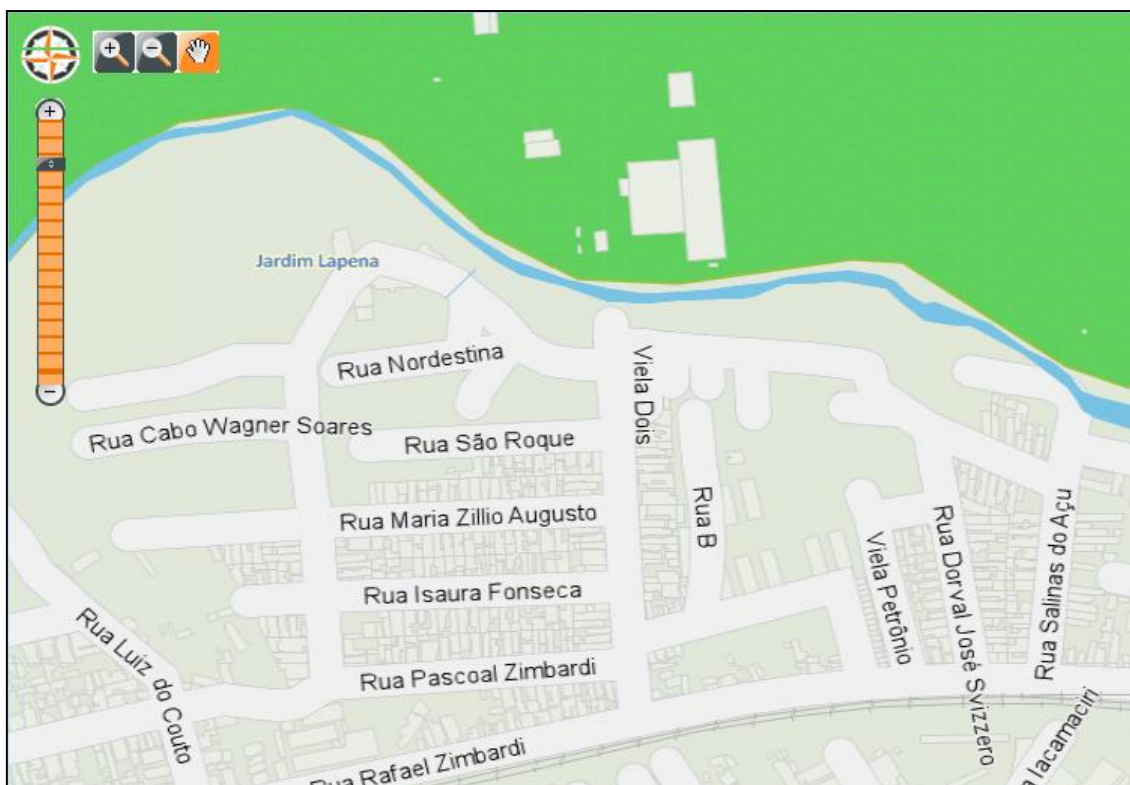 Jardim Lapena
Rua Nordestina
Viela Dois
Rua Cabo Wagner Soares
Rua São Roque
Rua B
Rua Maria Zillio Augusto
Rua Salinas do Açu
Rua Dorval José Svizzero
Viela Petrônio
Rua Isaura Fonseca
Rua Luiz do Couto
Rua Pascoal Zimbardi
Rua Rafael Zimbardi
a Iacamaciri